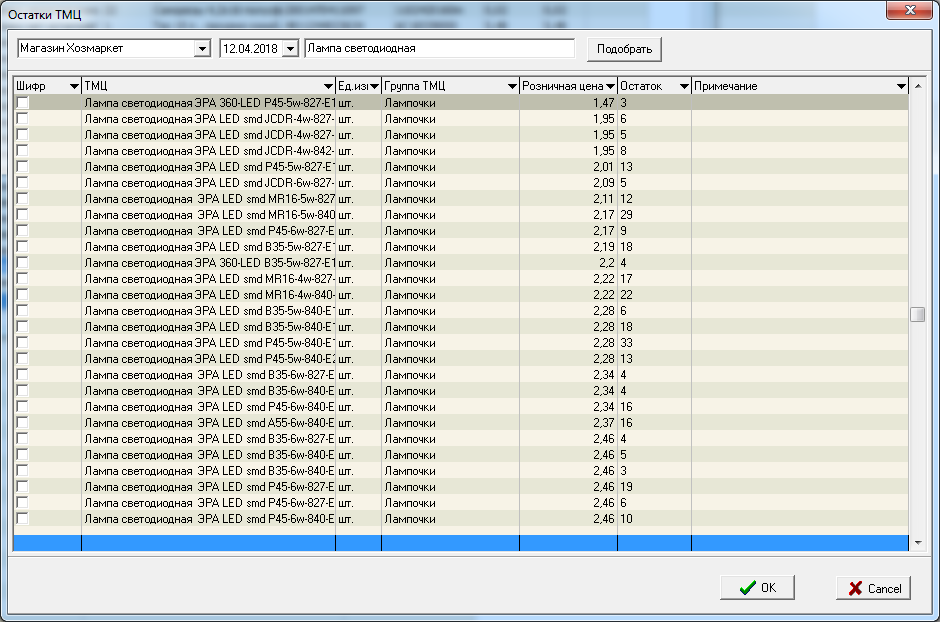 Остатки ТМЦ
Магазин Хозмаркет 12.04.2018 Лампа светодиодная Подобрать
Шифр ТМЦ Ед.изм Группа ТМЦ Розничная цена Остаток Примечание
Лампа светодиодная ЭРА 360-LED P45-5w-827-E1 шт. Лампочки 1,47 3
Лампа светодиодная ЭРА LED smd JCDR-4w-827- шт. Лампочки 1,95 6
Лампа светодиодная ЭРА LED smd JCDR-4w-827- шт. Лампочки 1,95 5
Лампа светодиодная ЭРА LED smd JCDR-4w-842- шт. Лампочки 1,95 8
Лампа светодиодная ЭРА LED smd P45-5w-827-E1 шт. Лампочки 2,01 13
Лампа светодиодная ЭРА LED smd JCDR-6w-827- шт. Лампочки 2,09 5
Лампа светодиодная ЭРА LED smd MR16-5w-827 шт. Лампочки 2,11 12
Лампа светодиодная ЭРА LED smd MR16-5w-840 шт. Лампочки 2,17 29
Лампа светодиодная ЭРА LED smd P45-6w-827-E шт. Лампочки 2,17 9
Лампа светодиодная ЭРА LED smd B35-5w-827-E1 шт. Лампочки 2,19 18
Лампа светодиодная ЭРА 360-LED B35-5w-827-E1 шт. Лампочки 2,2 4
Лампа светодиодная ЭРА LED smd MR16-4w-827- шт. Лампочки 2,22 17
Лампа светодиодная ЭРА LED smd MR16-4w-840- шт. Лампочки 2,22 22
Лампа светодиодная ЭРА LED smd B35-5w-840-E1 шт. Лампочки 2,28 6
Лампа светодиодная ЭРА LED smd B35-5w-840-E1 шт. Лампочки 2,28 18
Лампа светодиодная ЭРА LED smd P45-5w-840-E1 шт. Лампочки 2,28 33
Лампа светодиодная ЭРА LED smd P45-5w-840-E2 шт. Лампочки 2,28 13
Лампа светодиодная ЭРА LED smd B35-6w-827-E шт. Лампочки 2,34 4
Лампа светодиодная ЭРА LED smd B35-6w-840-E шт. Лампочки 2,34 4
Лампа светодиодная ЭРА LED smd P45-6w-840-E шт. Лампочки 2,34 16
Лампа светодиодная ЭРА LED smd A55-6w-840-E шт. Лампочки 2,37 16
Лампа светодиодная ЭРА LED smd B35-6w-827-E шт. Лампочки 2,46 4
Лампа светодиодная ЭРА LED smd B35-6w-840-E шт. Лампочки 2,46 5
Лампа светодиодная ЭРА LED smd B35-6w-840-E шт. Лампочки 2,46 3
Лампа светодиодная ЭРА LED smd P45-6w-827-E шт. Лампочки 2,46 19
Лампа светодиодная ЭРА LED smd P45-6w-827-E шт. Лампочки 2,46 6
Лампа светодиодная ЭРА LED smd P45-6w-840-E шт. Лампочки 2,46 10
OK Cancel